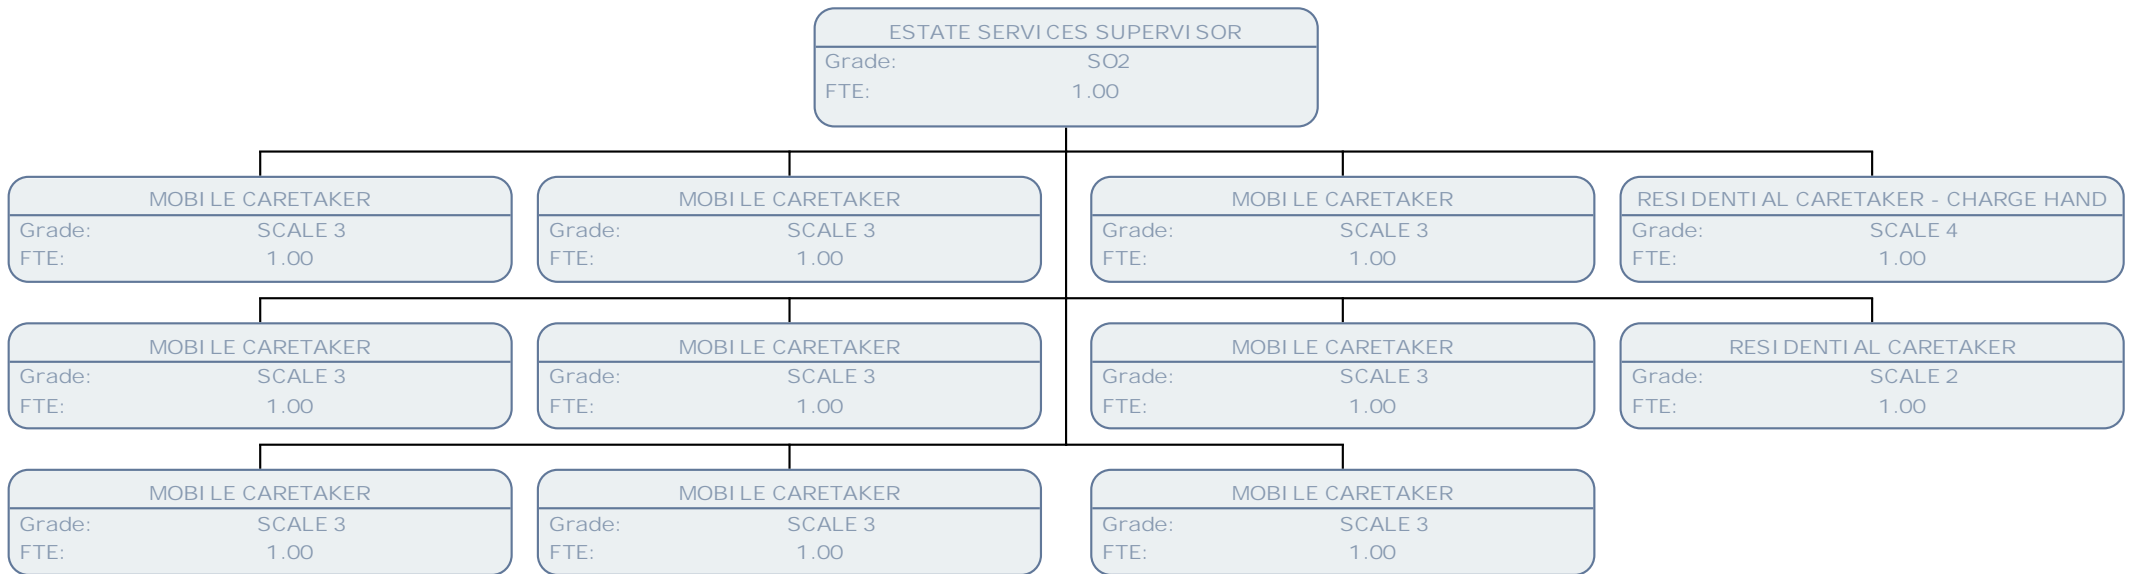 ESTATE SERVICES SUPERVISOR
Grade: SO2
FTE: 1.00
MOBILE CARETAKER
Grade: SCALE 3
FTE: 1.00
MOBILE CARETAKER
Grade: SCALE 3
FTE: 1.00
MOBILE CARETAKER
Grade: SCALE 3
FTE: 1.00
RESIDENTIAL CARETAKER - CHARGE HAND
Grade: SCALE 4
FTE: 1.00
MOBILE CARETAKER
Grade: SCALE 3
FTE: 1.00
MOBILE CARETAKER
Grade: SCALE 3
FTE: 1.00
MOBILE CARETAKER
Grade: SCALE 3
FTE: 1.00
RESIDENTIAL CARETAKER
Grade: SCALE 2
FTE: 1.00
MOBILE CARETAKER
Grade: SCALE 3
FTE: 1.00
MOBILE CARETAKER
Grade: SCALE 3
FTE: 1.00
MOBILE CARETAKER
Grade: SCALE 3
FTE: 1.00